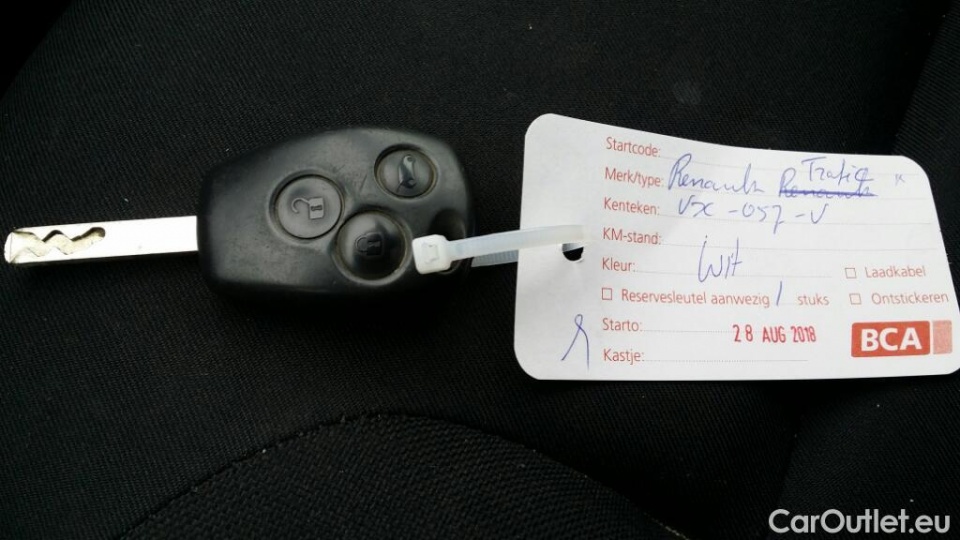 Startcode:
Merk/type: Renault Trafic Renault
Kenteken: VX-057-V
KM-stand:
Kleur: Wit
Laadkabel
Reservesleutel aanwezig 1 stuks
Ontstickeren
Starto: 28 AUG 2018
BCA
Kastje:
CarOutlet.eu